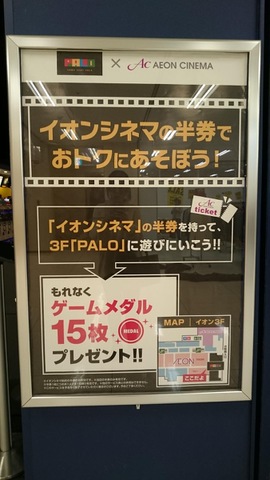 PALO × Ac AEON CINEMA
イオンシネマの半券で
おトクにあそぼう!
Ac
ticket
「イオンシネマ」の半券を持って、
3F「PALO」に遊びにいこう!!
もれなく
ゲームメダル
15枚
MEDAL
プレゼント!!
MAP イオン3F
AEON
ここだよ